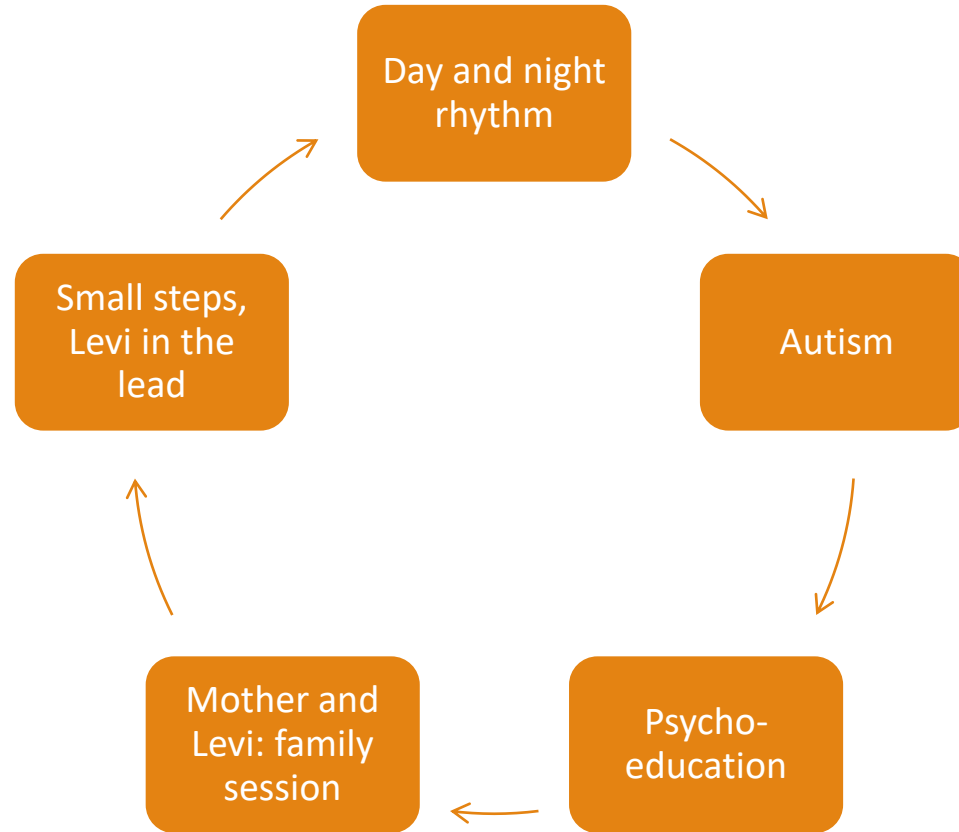 Day and night
rhythm
Autism
Psycho-
education
Mother and
Levi: family
session
Small steps,
Levi in the
lead